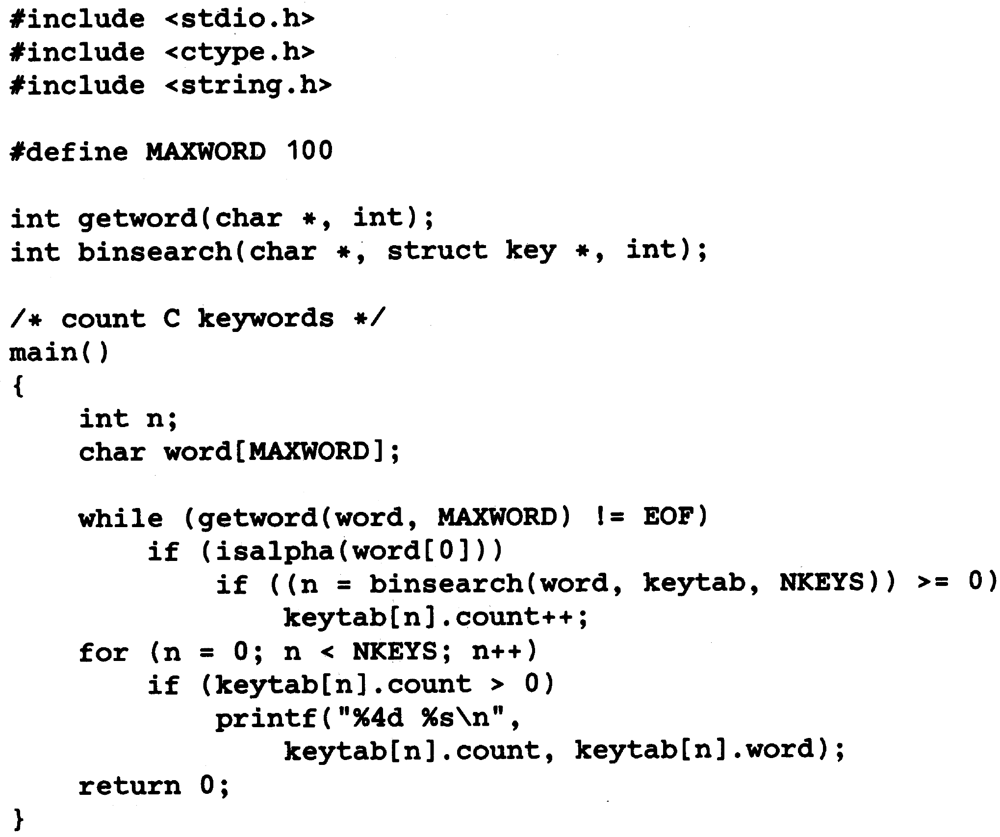 #include <stdio.h>
#include <ctype.h>
#include <string.h>

#define MAXWORD 100

int getword(char *, int);
int binsearch(char *, struct key *, int);

/* count C keywords */
main()
{
    int n;
    char word[MAXWORD];

    while (getword(word, MAXWORD) != EOF)
        if (isalpha(word[0]))
            if ((n = binsearch(word, keytab, NKEYS)) >= 0)
                keytab[n].count++;
    for (n = 0; n < NKEYS; n++)
        if (keytab[n].count > 0)
            printf("%4d %s\n",
                keytab[n].count, keytab[n].word);
    return 0;
}